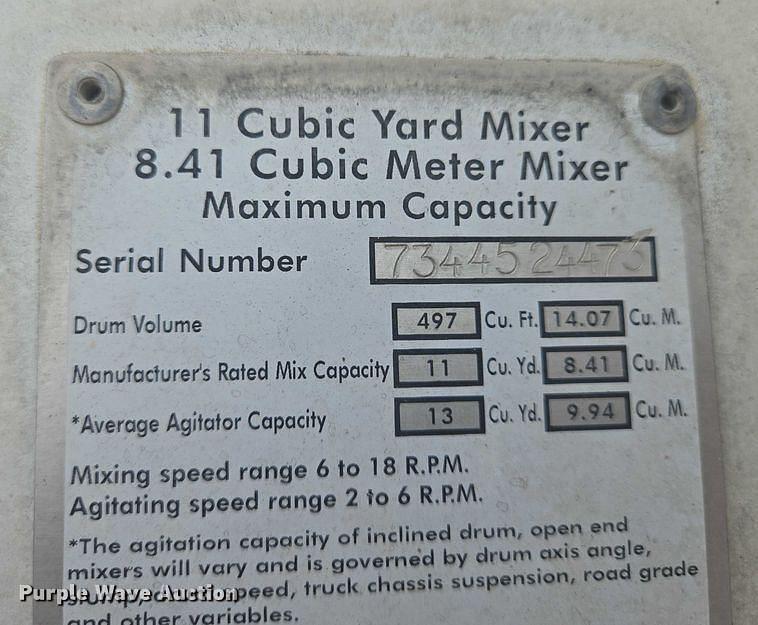 11 Cubic Yard Mixer
8.41 Cubic Meter Mixer
Maximum Capacity
Serial Number 7344524473
Drum Volume 497 Cu. Ft. 14.07 Cu. M.
Manufacturer's Rated Mix Capacity 11 Cu. Yd. 8.41 Cu. M.
*Average Agitator Capacity 13 Cu. Yd. 9.94 Cu. M.
Mixing speed range 6 to 18 R.P.M.
Agitating speed range 2 to 6 R.P.M.
*The agitation capacity of inclined drum, open end
mixers will vary and is governed by drum axis angle,
speed, truck chassis suspension, road grade
Purple Wave Auction
and other variables.